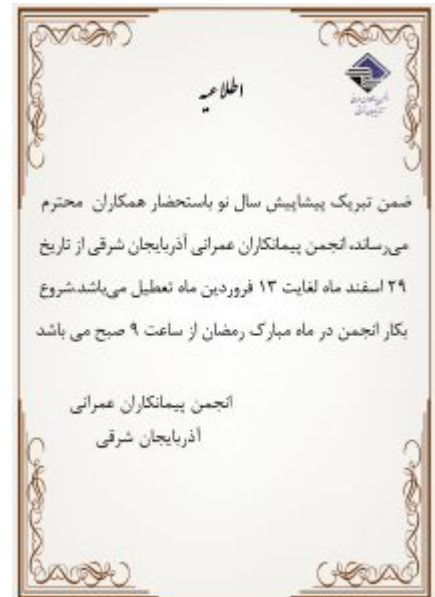 اطلاعیه
ضمن تبریک پیشاپیش سال نو باستحضار همکاران محترم
می‌رساند، انجمن پیمانکاران عمرانی آذربایجان شرقی از تاریخ
۲۹ اسفند ماه لغایت ۱۳ فروردین ماه تعطیل می‌باشد.شروع
بکار انجمن در ماه مبارک رمضان از ساعت ۹ صبح می باشد
انجمن پیمانکاران عمرانی
آذربایجان شرقی